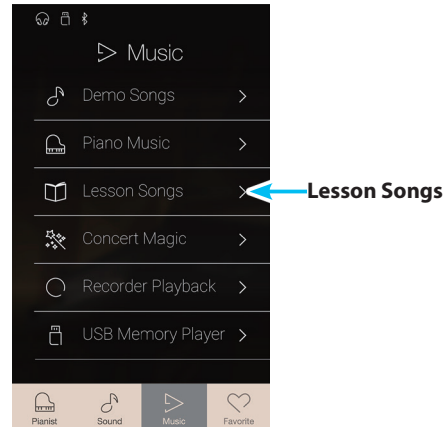 Music
Demo Songs
Piano Music
Lesson Songs
Lesson Songs
Concert Magic
Recorder Playback
USB Memory Player
Pianist Sound Music Favorite